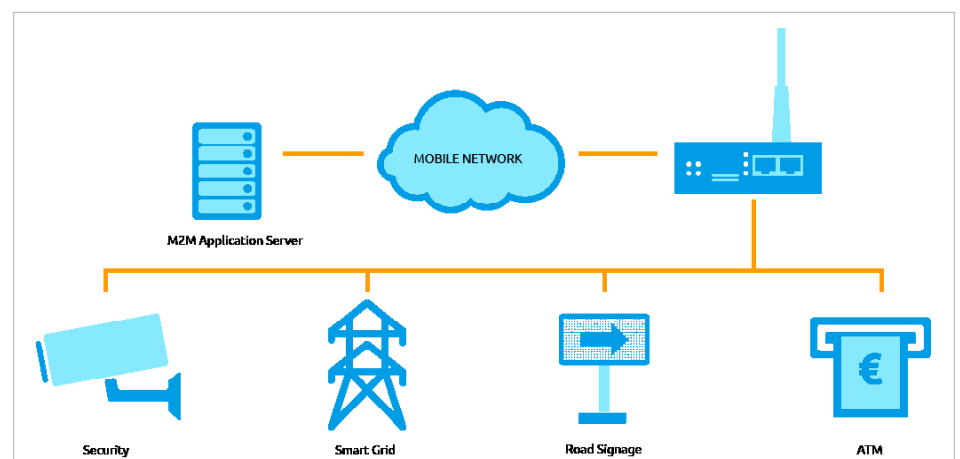 MOBILE NETWORK
M2M Application Server
€
Security
Smart Grid
Road Signage
ATM